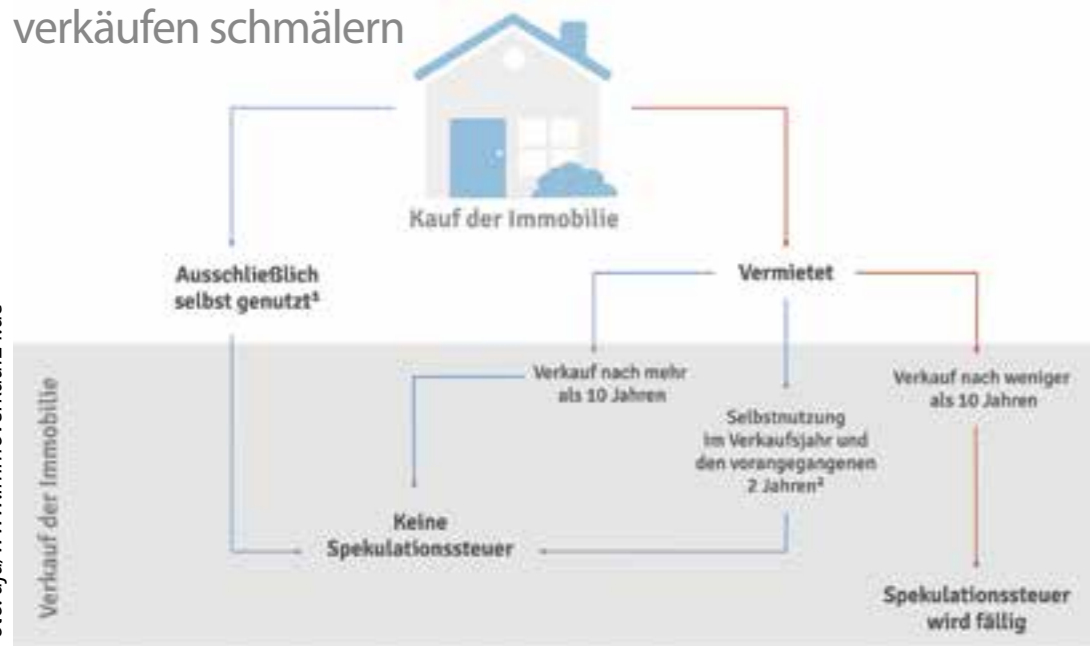 verkäufen schmälern
Kauf der Immobilie
Ausschließlich
selbst genutzt¹
Vermietet
Verkauf der Immobilie
Verkauf nach mehr
als 10 Jahren
Selbstnutzung
im Verkaufsjahr und
den vorangegangenen
2 Jahren²
Verkauf nach weniger
als 10 Jahren
Keine
Spekulationssteuer
Spekulationssteuer
wird fällig